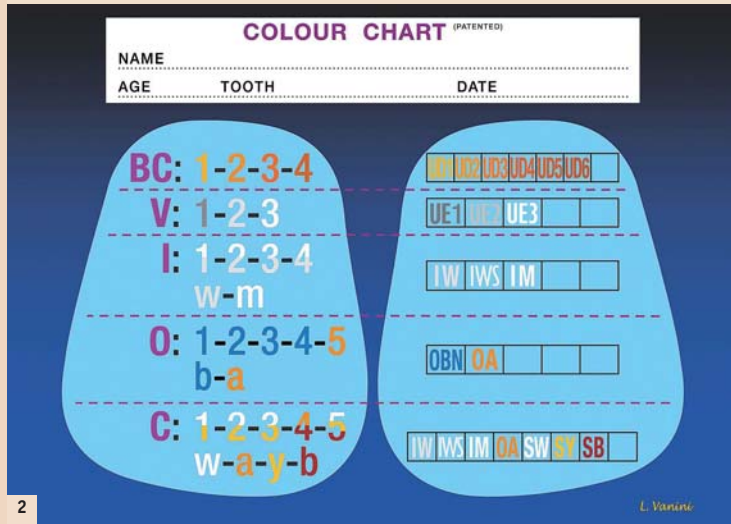 COLOUR CHART (PATENTED)
NAME
AGE TOOTH DATE
BC: 1-2-3-4
UD1 UD2 UD3 UD4 UD5 UD6
V: 1-2-3
UE1 UE2 UE3
I: 1-2-3-4
w-m
IW IWS IM
O: 1-2-3-4-5
b-a
OBN OA
C: 1-2-3-4-5
w-a-y-b
IW IWS IM OA SW SY SB
2
L. Vanini